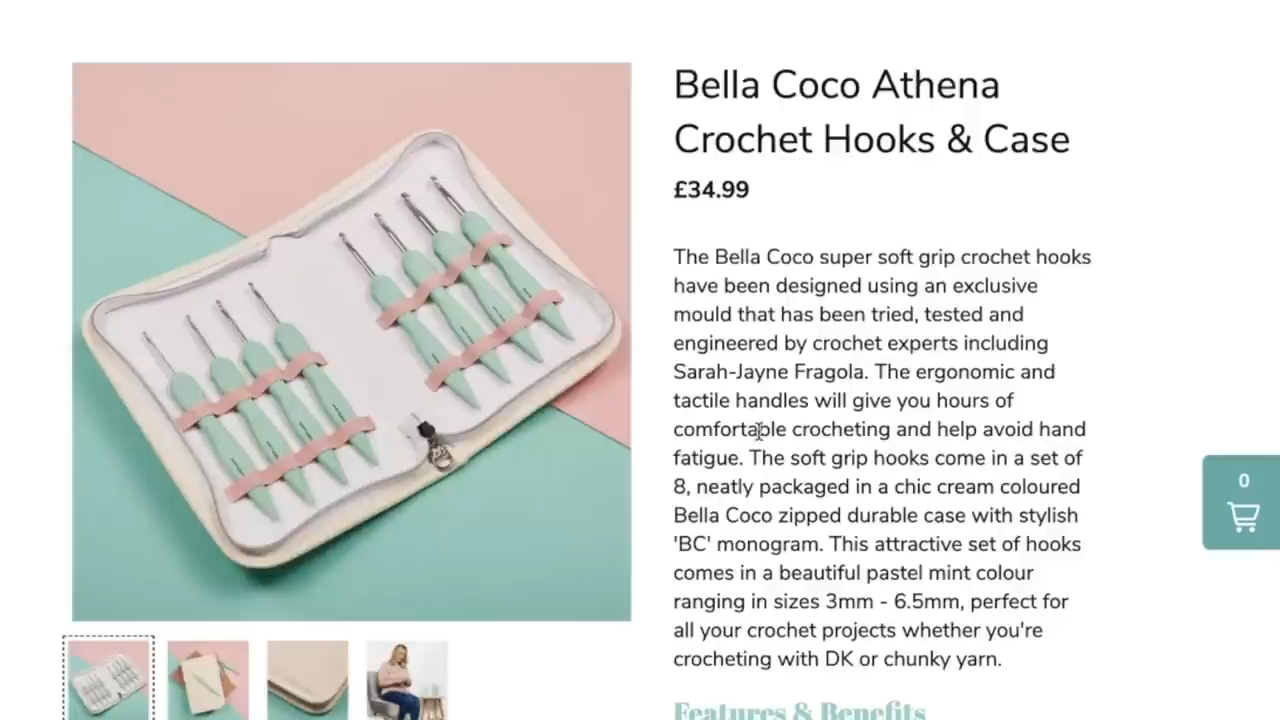 Bella Coco Athena
Crochet Hooks & Case
£34.99
The Bella Coco super soft grip crochet hooks
have been designed using an exclusive
mould that has been tried, tested and
engineered by crochet experts including
Sarah-Jayne Fragola. The ergonomic and
tactile handles will give you hours of
comfortable crocheting and help avoid hand
fatigue. The soft grip hooks come in a set of
8, neatly packaged in a chic cream coloured
Bella Coco zipped durable case with stylish
'BC' monogram. This attractive set of hooks
comes in a beautiful pastel mint colour
ranging in sizes 3mm - 6.5mm, perfect for
all your crochet projects whether you're
crocheting with DK or chunky yarn.
Features & Benefits
0